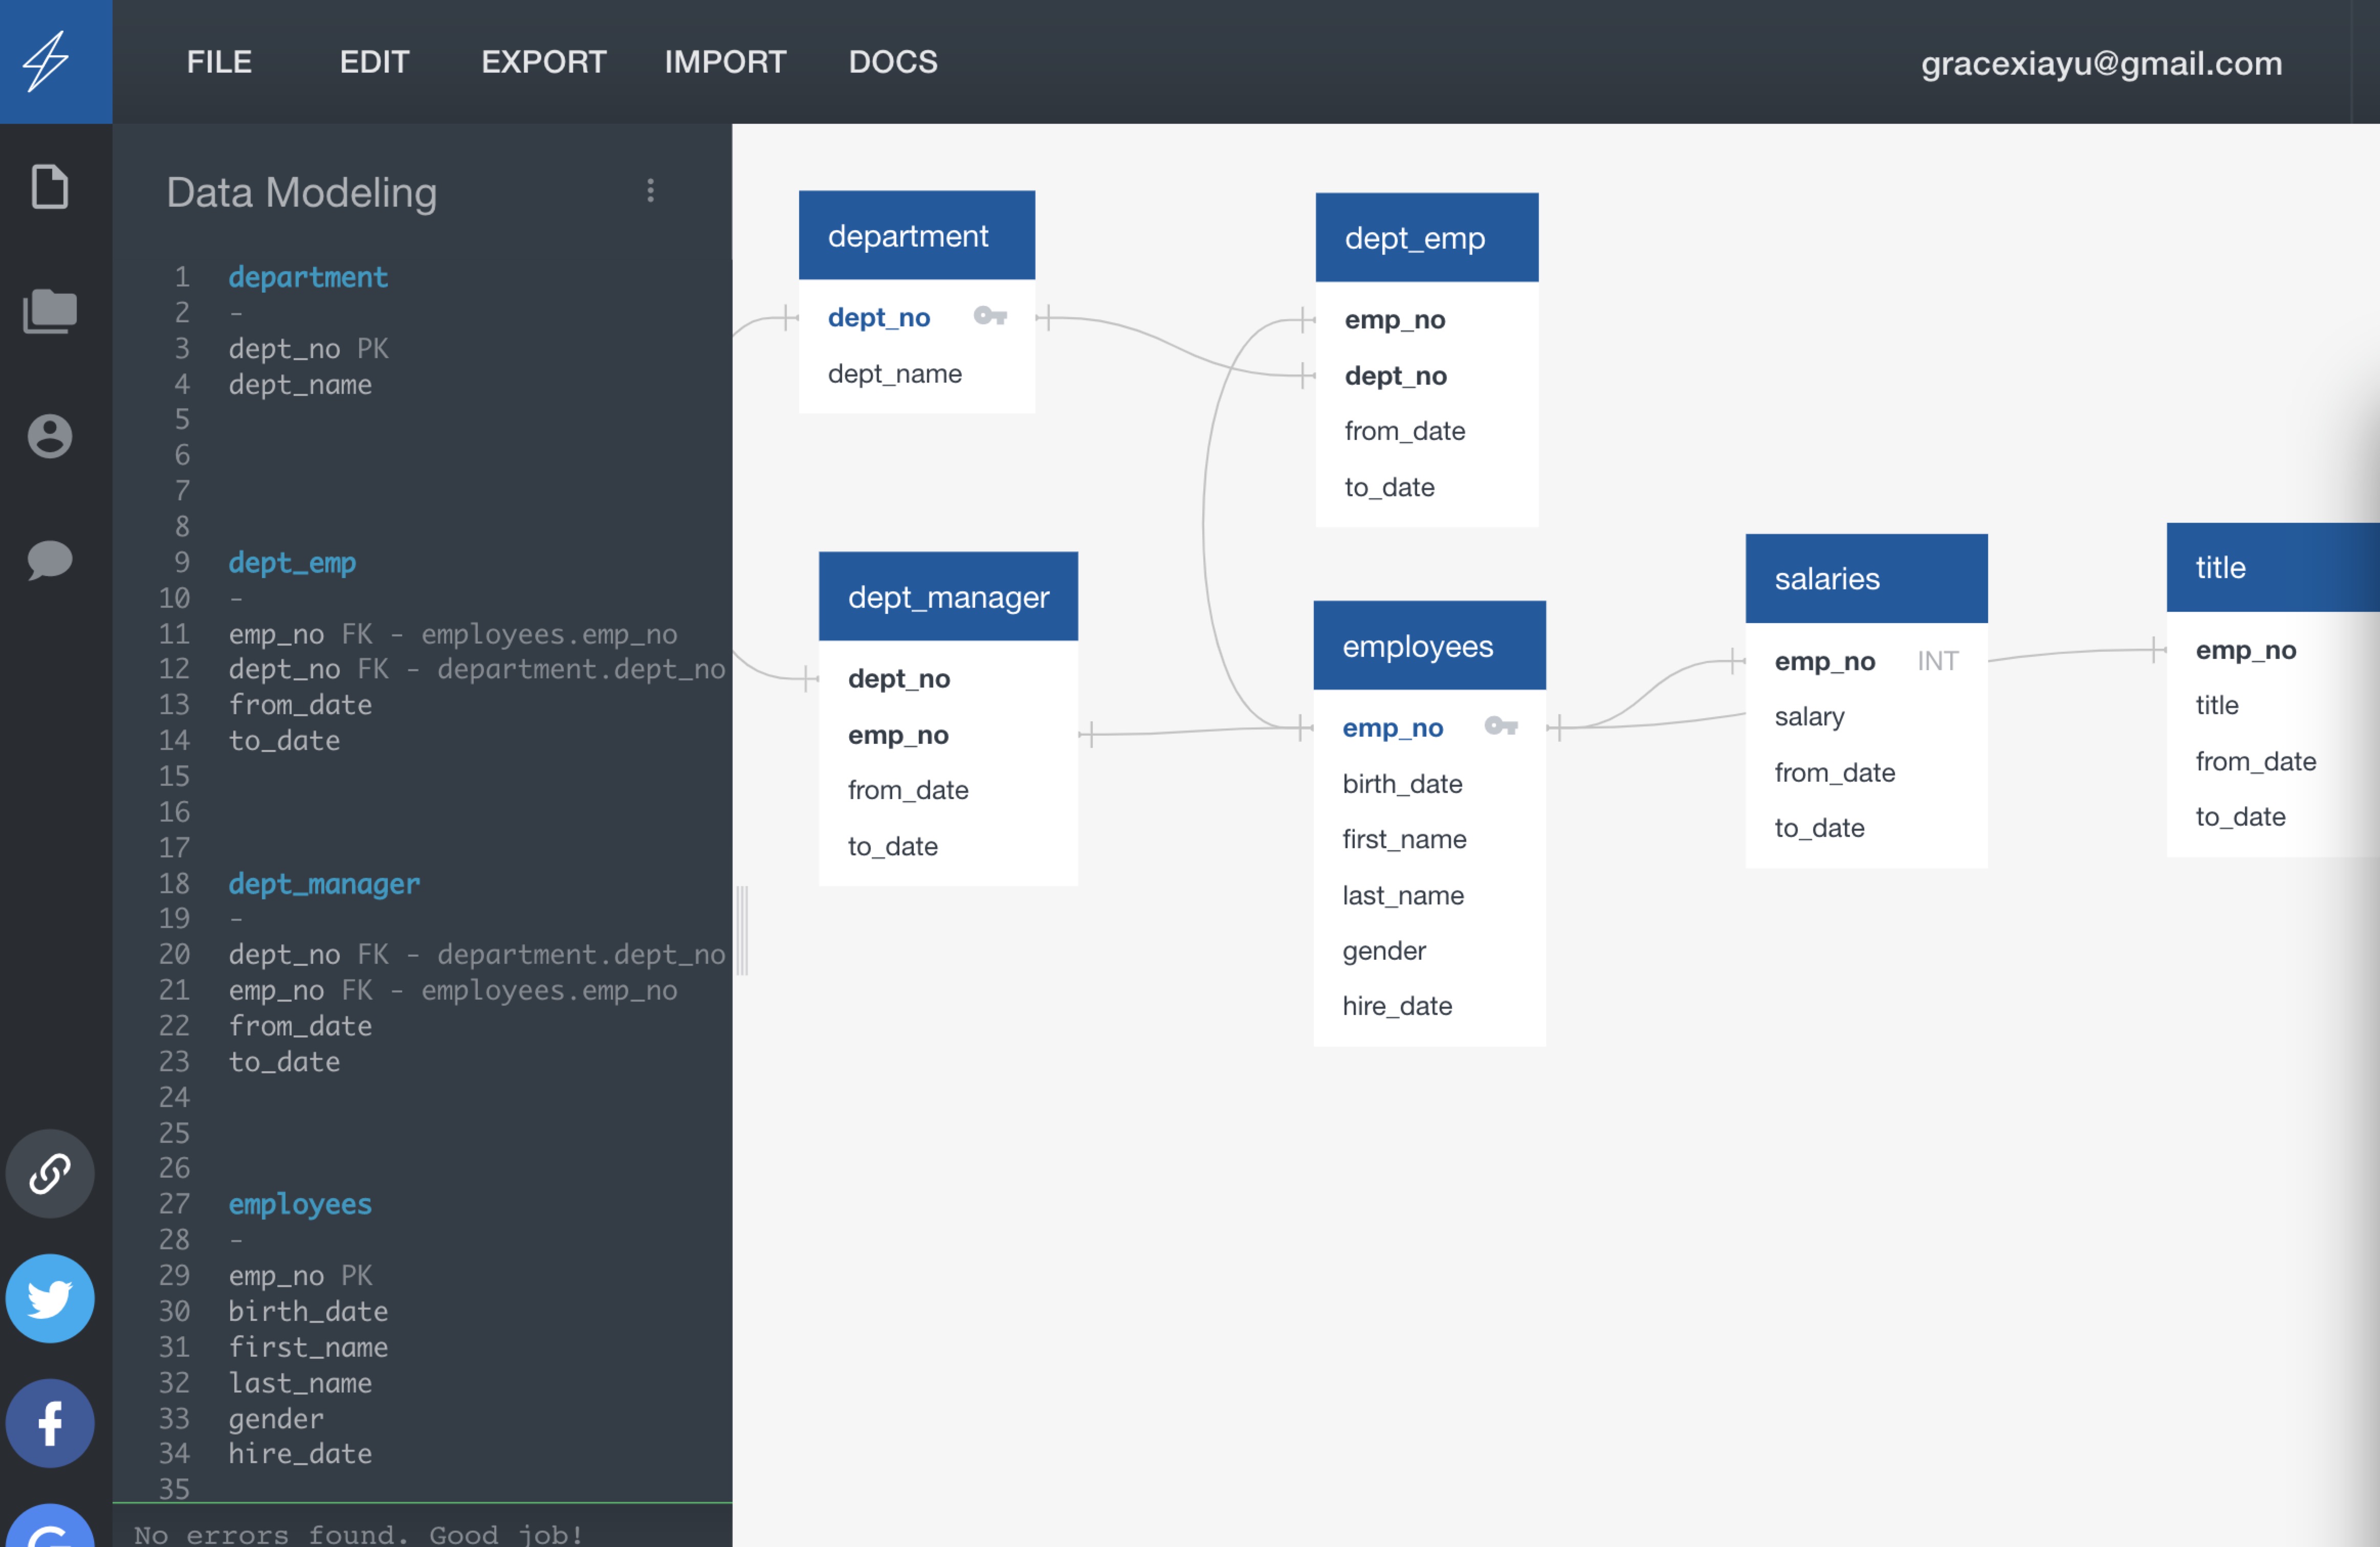 FILE EDIT EXPORT IMPORT DOCS gracexiayu@gmail.com
Data Modeling
1 department
2 -
3 dept_no PK
4 dept_name
5
6
7
8
9 dept_emp
10 -
11 emp_no FK - employees.emp_no
12 dept_no FK - department.dept_no
13 from_date
14 to_date
15
16
17
18 dept_manager
19 -
20 dept_no FK - department.dept_no
21 emp_no FK - employees.emp_no
22 from_date
23 to_date
24
25
26
27 employees
28 -
29 emp_no PK
30 birth_date
31 first_name
32 last_name
33 gender
34 hire_date
35
No errors found. Good job!
department
dept_no
dept_name
dept_emp
emp_no
dept_no
from_date
to_date
dept_manager
dept_no
emp_no
from_date
to_date
employees
emp_no
birth_date
first_name
last_name
gender
hire_date
salaries
emp_no INT
salary
from_date
to_date
title
emp_no
title
from_date
to_date